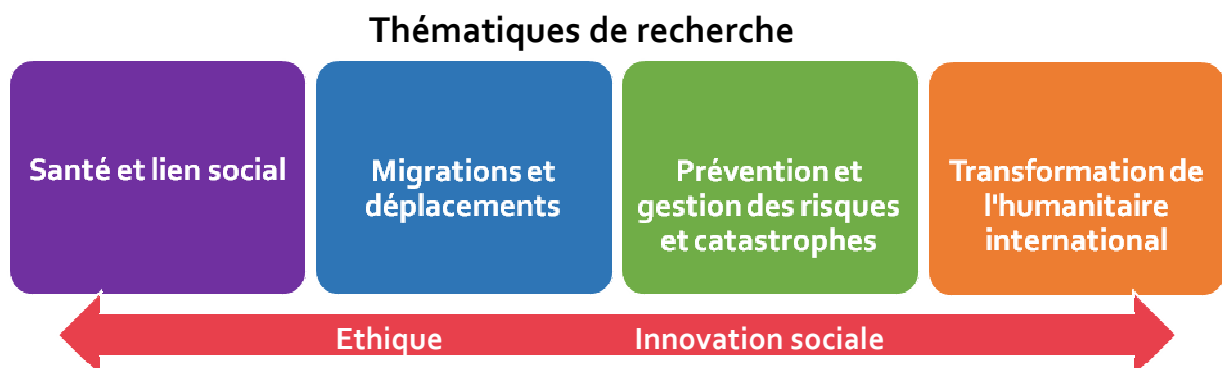 Thématiques de recherche
Santé et lien social
Migrations et
déplacements
Prévention et
gestion des risques
et catastrophes
Transformation de
l'humanitaire
international
Ethique
Innovation sociale